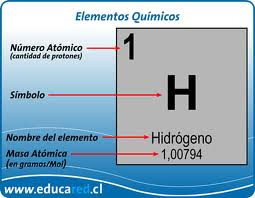 Elementos Químicos
Número Atómico
(cantidad de protones)
1
Símbolo
H
Nombre del elemento
Hidrógeno
Masa Atómica
(en gramos/Mol)
1,00794
www.educared.cl